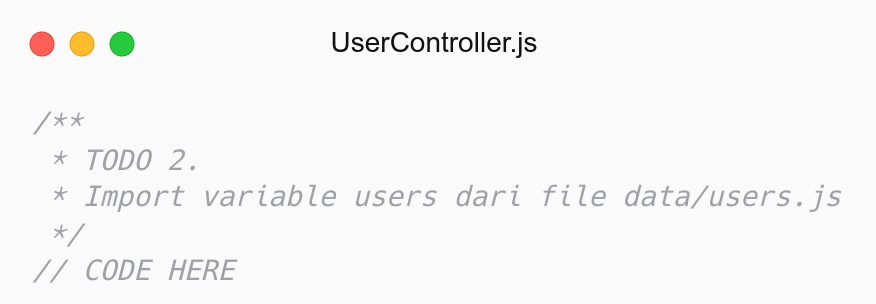 UserController.js
/**
 * TODO 2.
 * Import variable users dari file data/users.js
 */
// CODE HERE